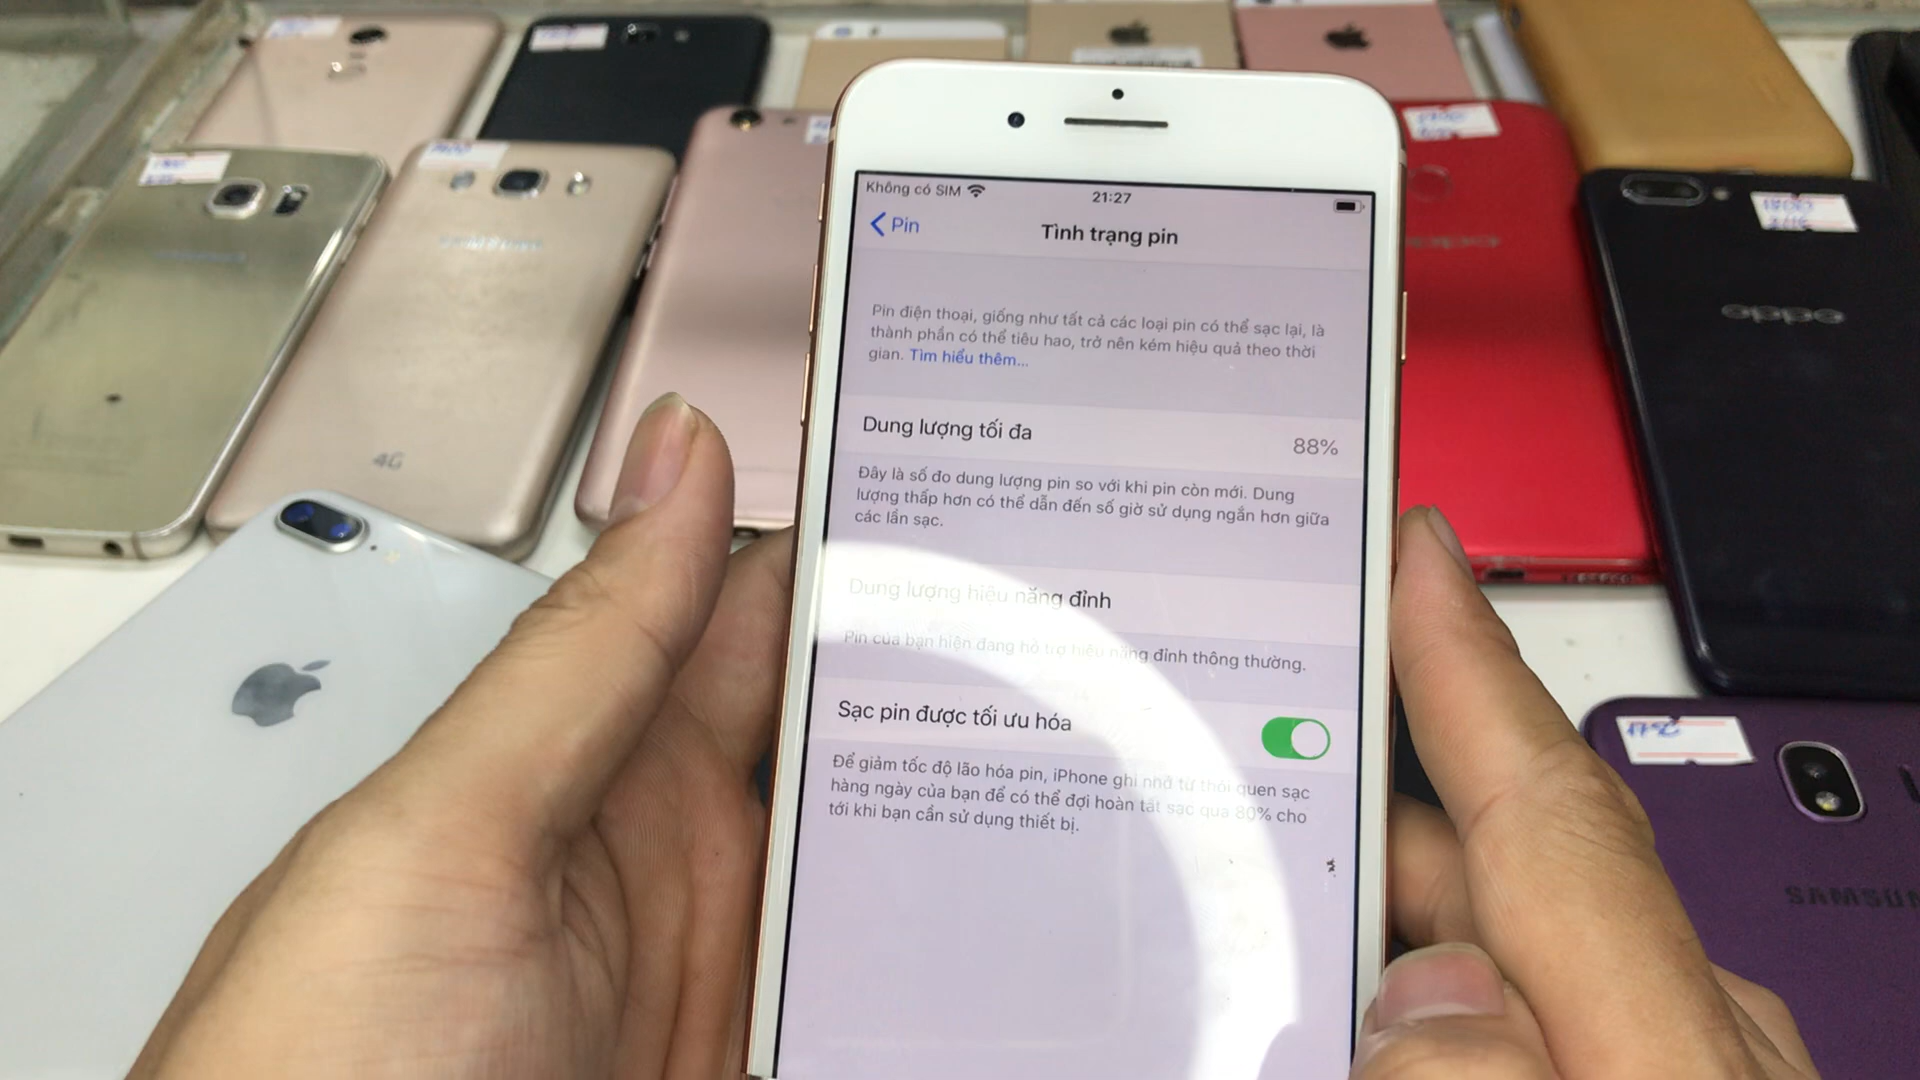 Không có SIM
21:27
Pin
Tình trạng pin
Pin điện thoại, giống như tất cả các loại pin có thể sạc lại, là
thành phần có thể tiêu hao, trở nên kém hiệu quả theo thời
gian. Tìm hiểu thêm...
Dung lượng tối đa
88%
Đây là số đo dung lượng pin so với khi pin còn mới. Dung
lượng thấp hơn có thể dẫn đến số giờ sử dụng ngắn hơn giữa
các lần sạc.
Dung lượng hiệu năng đỉnh
Pin của bạn hiện đang hỗ trợ hiệu năng đỉnh thông thường.
Sạc pin được tối ưu hóa
Để giảm tốc độ lão hóa pin, iPhone ghi nhớ từ thói quen sạc
hàng ngày của bạn để có thể đợi hoàn tất sạc qua 80% cho
tới khi bạn cần sử dụng thiết bị.
SAMSUNG
4G
oppo
oppo
SAMSUN